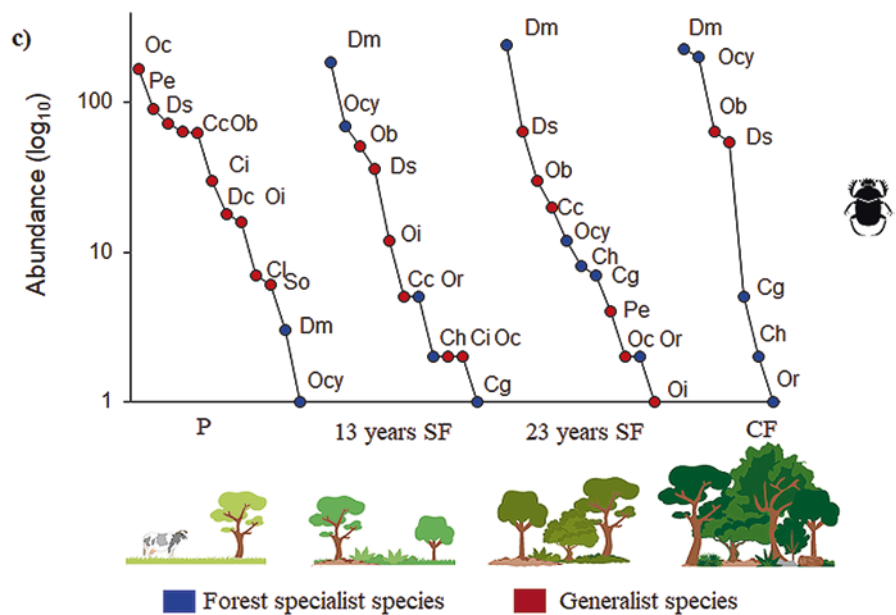 c)
Abundance (log10)
100
10
1
Oc
Pe
Ds
CcOb
Ci
Dc Oi
Cl
So
Dm
Ocy
Dm
Ocy
Ob
Ds
Oi
Cc Or
Ch Ci Oc
Cg
Dm
Ds
Ob
Cc
Ocy
Ch
Cg
Pe
Oc Or
Oi
Dm
Ocy
Ob
Ds
Cg
Ch
Or
P
13 years SF
23 years SF
CF
Forest specialist species
Generalist species